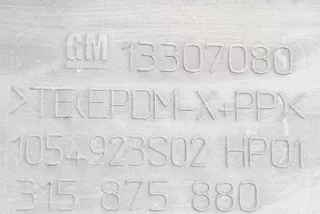 GM 13307080
>TE(EPDM-X+PP)<
1054923S02 HP01
315 875 880